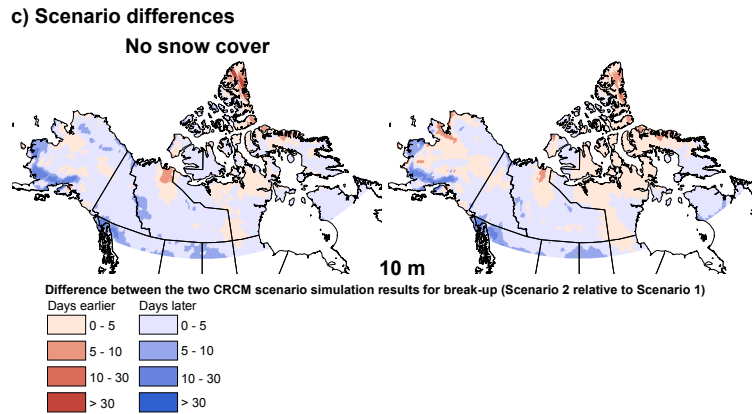 c) Scenario differences
No snow cover
10 m
Difference between the two CRCM scenario simulation results for break-up (Scenario 2 relative to Scenario 1)
Days earlier Days later
0 - 5 0 - 5
5 - 10 5 - 10
10 - 30 10 - 30
> 30 > 30